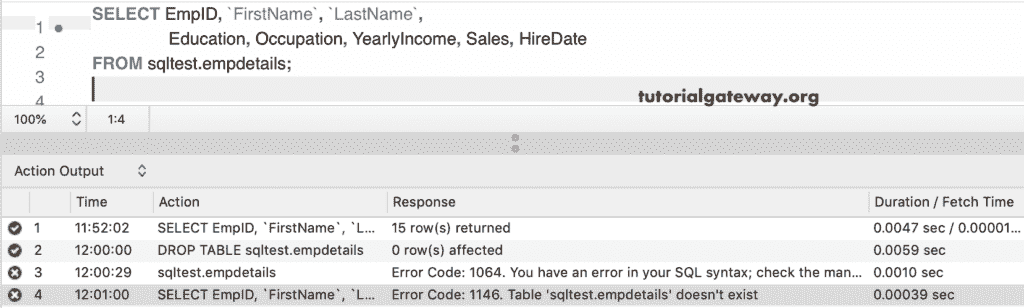 1 SELECT EmpID, `FirstName`, `LastName`,
2 Education, Occupation, YearlyIncome, Sales, HireDate
3 FROM sqltest.empdetails;
4
tutorialgateway.org
100% 1:4
Action Output
Time Action Response Duration / Fetch Time
1 11:52:02 SELECT EmpID, `FirstName`, `L... 15 row(s) returned 0.0047 sec / 0.00001...
2 12:00:00 DROP TABLE sqltest.empdetails 0 row(s) affected 0.0059 sec
3 12:00:29 sqltest.empdetails Error Code: 1064. You have an error in your SQL syntax; check the man... 0.0010 sec
4 12:01:00 SELECT EmpID, `FirstName`, `L... Error Code: 1146. Table 'sqltest.empdetails' doesn't exist 0.00039 sec